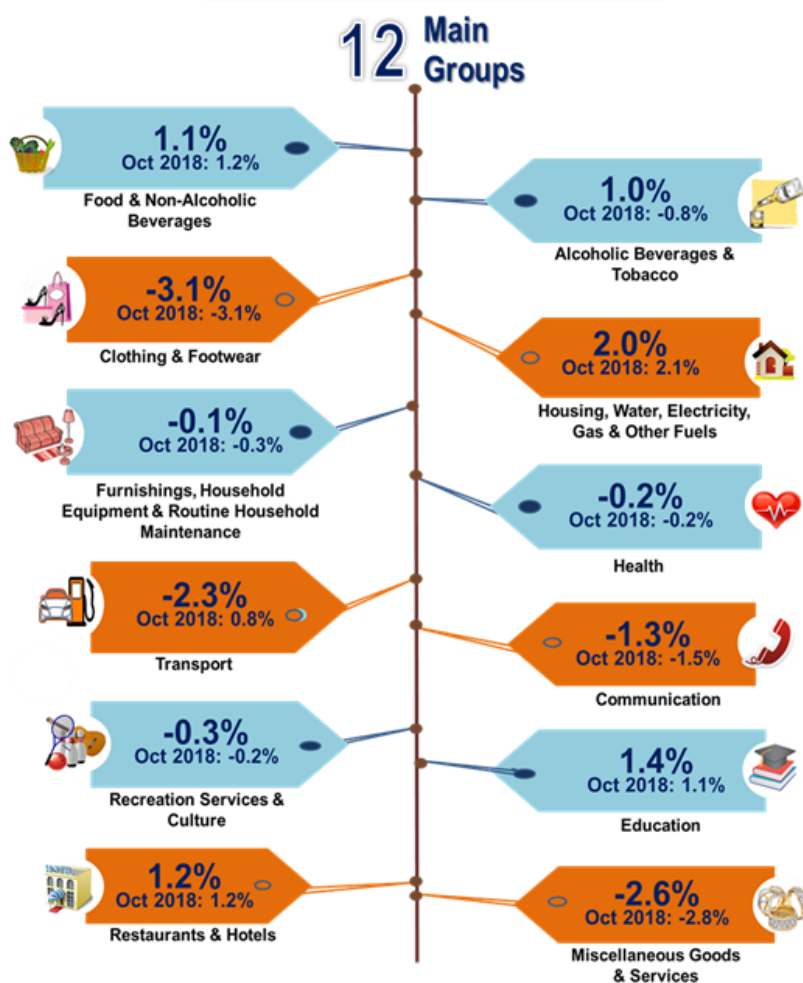 12 Main
Groups
1.1%
Oct 2018: 1.2%
Food & Non-Alcoholic
Beverages
1.0%
Oct 2018: -0.8%
Alcoholic Beverages &
Tobacco
-3.1%
Oct 2018: -3.1%
Clothing & Footwear
2.0%
Oct 2018: 2.1%
Housing, Water, Electricity,
Gas & Other Fuels
-0.1%
Oct 2018: -0.3%
Furnishings, Household
Equipment & Routine Household
Maintenance
-0.2%
Oct 2018: -0.2%
Health
-2.3%
Oct 2018: 0.8%
Transport
-1.3%
Oct 2018: -1.5%
Communication
-0.3%
Oct 2018: -0.2%
Recreation Services &
Culture
1.4%
Oct 2018: 1.1%
Education
1.2%
Oct 2018: 1.2%
Restaurants & Hotels
-2.6%
Oct 2018: -2.8%
Miscellaneous Goods
& Services